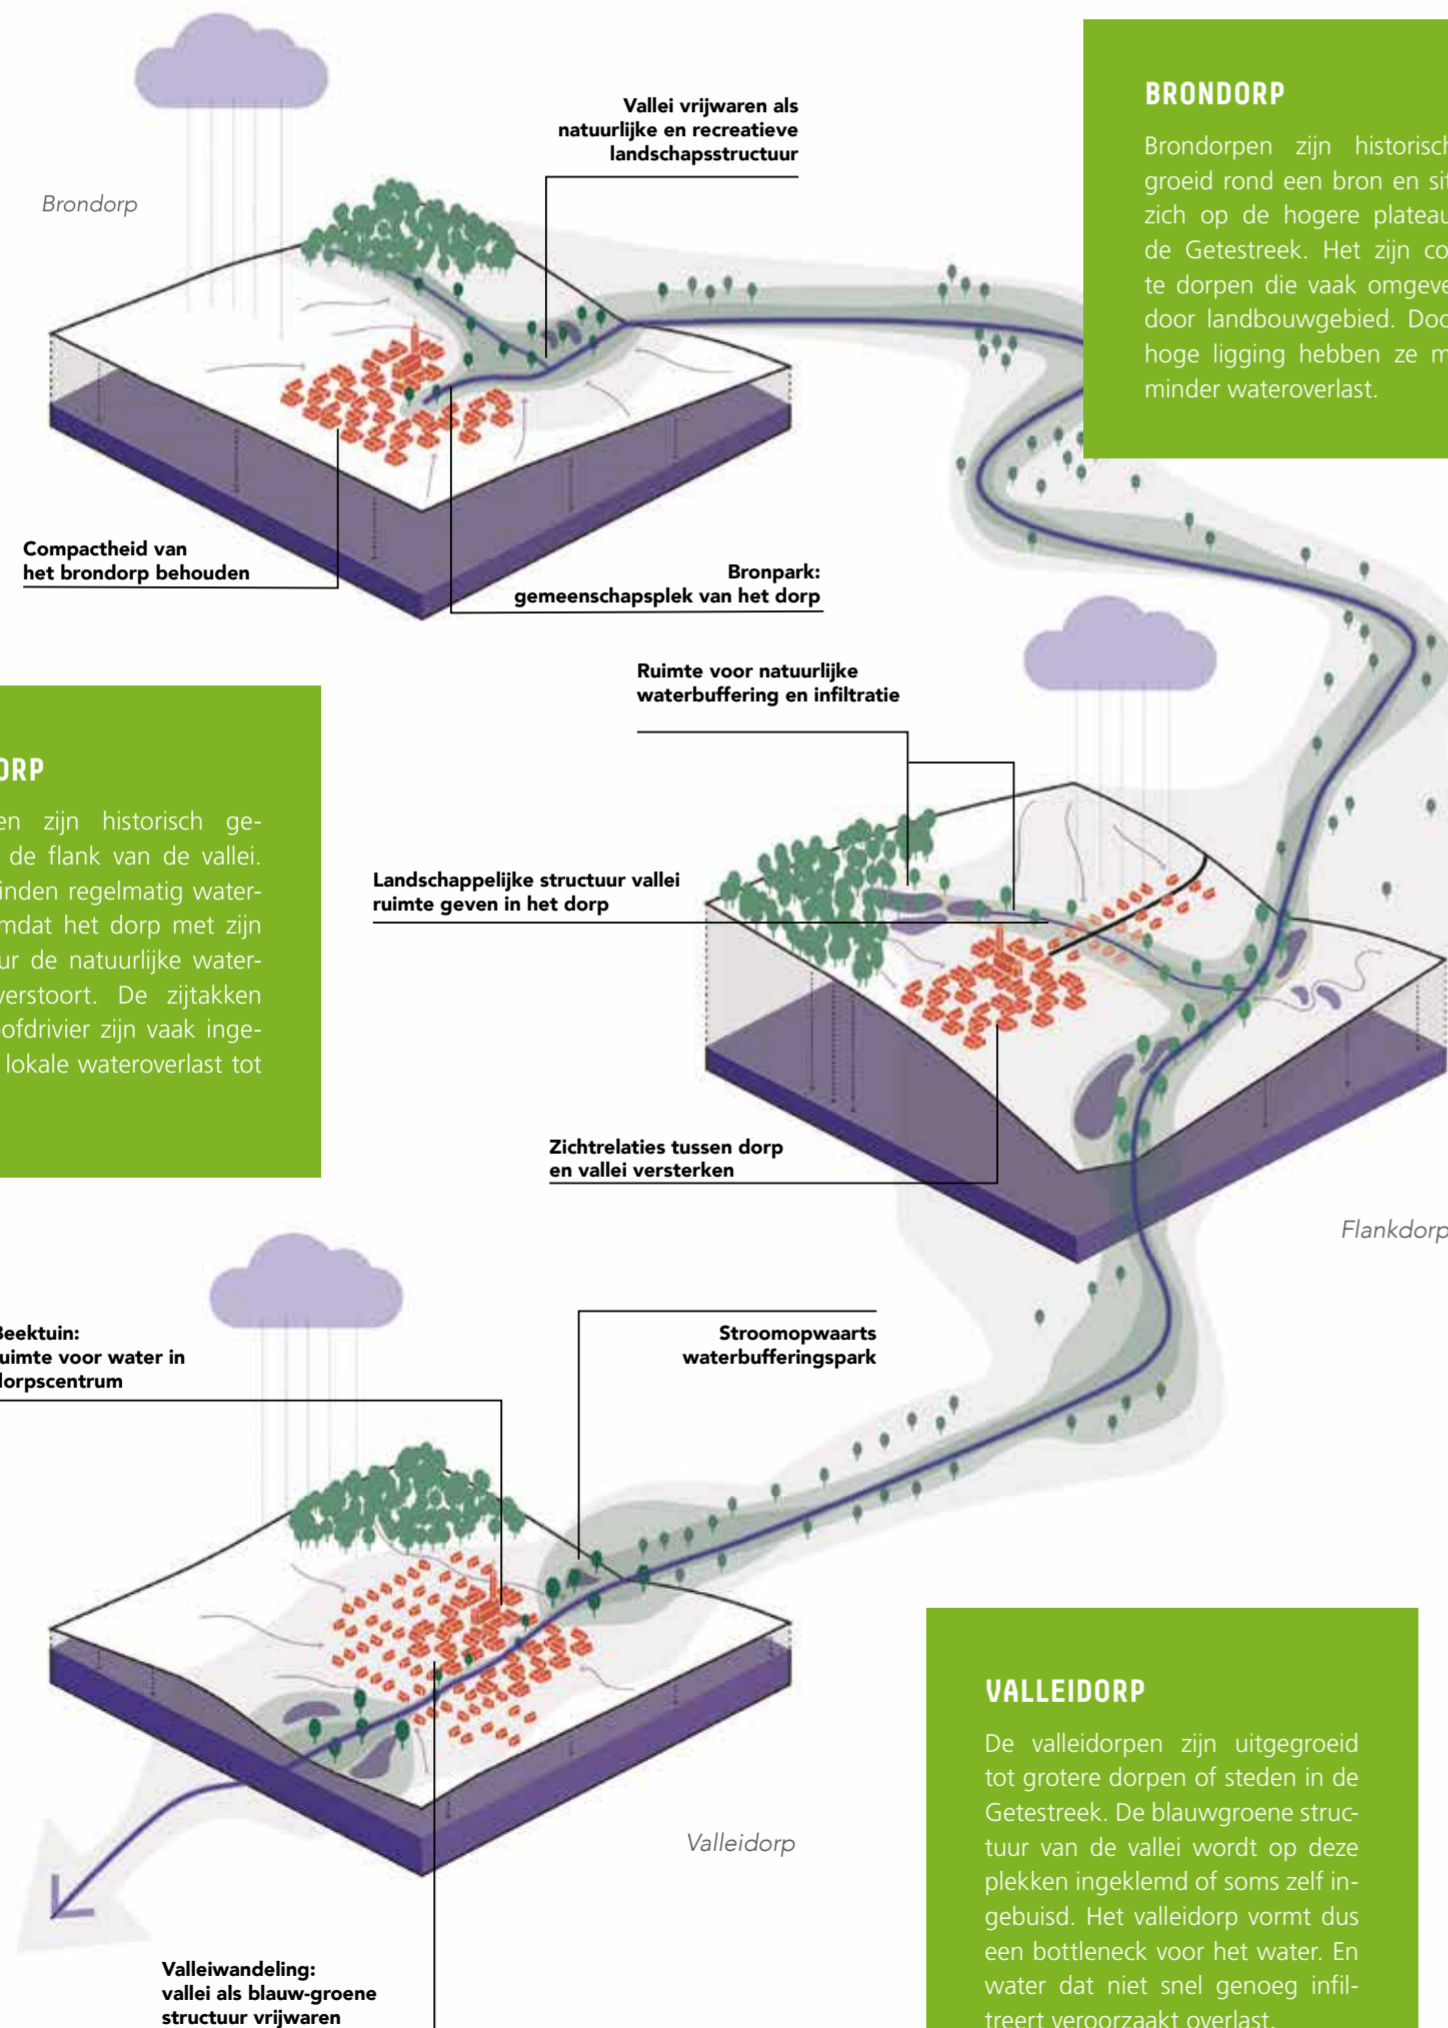 Brondorp
Vallei vrijwaren als
natuurlijke en recreatieve
landschapsstructuur
BRONDORP
Brondorpen zijn historisch
groeid rond een bron en sit
zich op de hogere plateau
de Getestreek. Het zijn co
te dorpen die vaak omgeve
door landbouwgebied. Doo
hoge ligging hebben ze m
minder wateroverlast.
Compactheid van
het brondorp behouden
Bronpark:
gemeenschapsplek van het dorp
Ruimte voor natuurlijke
waterbuffering en infiltratie
ORP
en zijn historisch ge-
de flank van de vallei.
inden regelmatig water-
mdat het dorp met zijn
ur de natuurlijke water-
verstoort. De zijtakken
ofdrivier zijn vaak inge-
lokale wateroverlast tot
Landschappelijke structuur vallei
ruimte geven in het dorp
Zichtrelaties tussen dorp
en vallei versterken
Flankdorp
Beektuin:
uimte voor water in
dorpscentrum
Stroomopwaarts
waterbufferingspark
Valleidorp
Valleiwandeling:
vallei als blauw-groene
structuur vrijwaren
VALLEIDORP
De valleidorpen zijn uitgegroeid
tot grotere dorpen of steden in de
Getestreek. De blauwgroene struc-
tuur van de vallei wordt op deze
plekken ingeklemd of soms zelf in-
gebuisd. Het valleidorp vormt dus
een bottleneck voor het water. En
water dat niet snel genoeg infil-
treert veroorzaakt overlast.